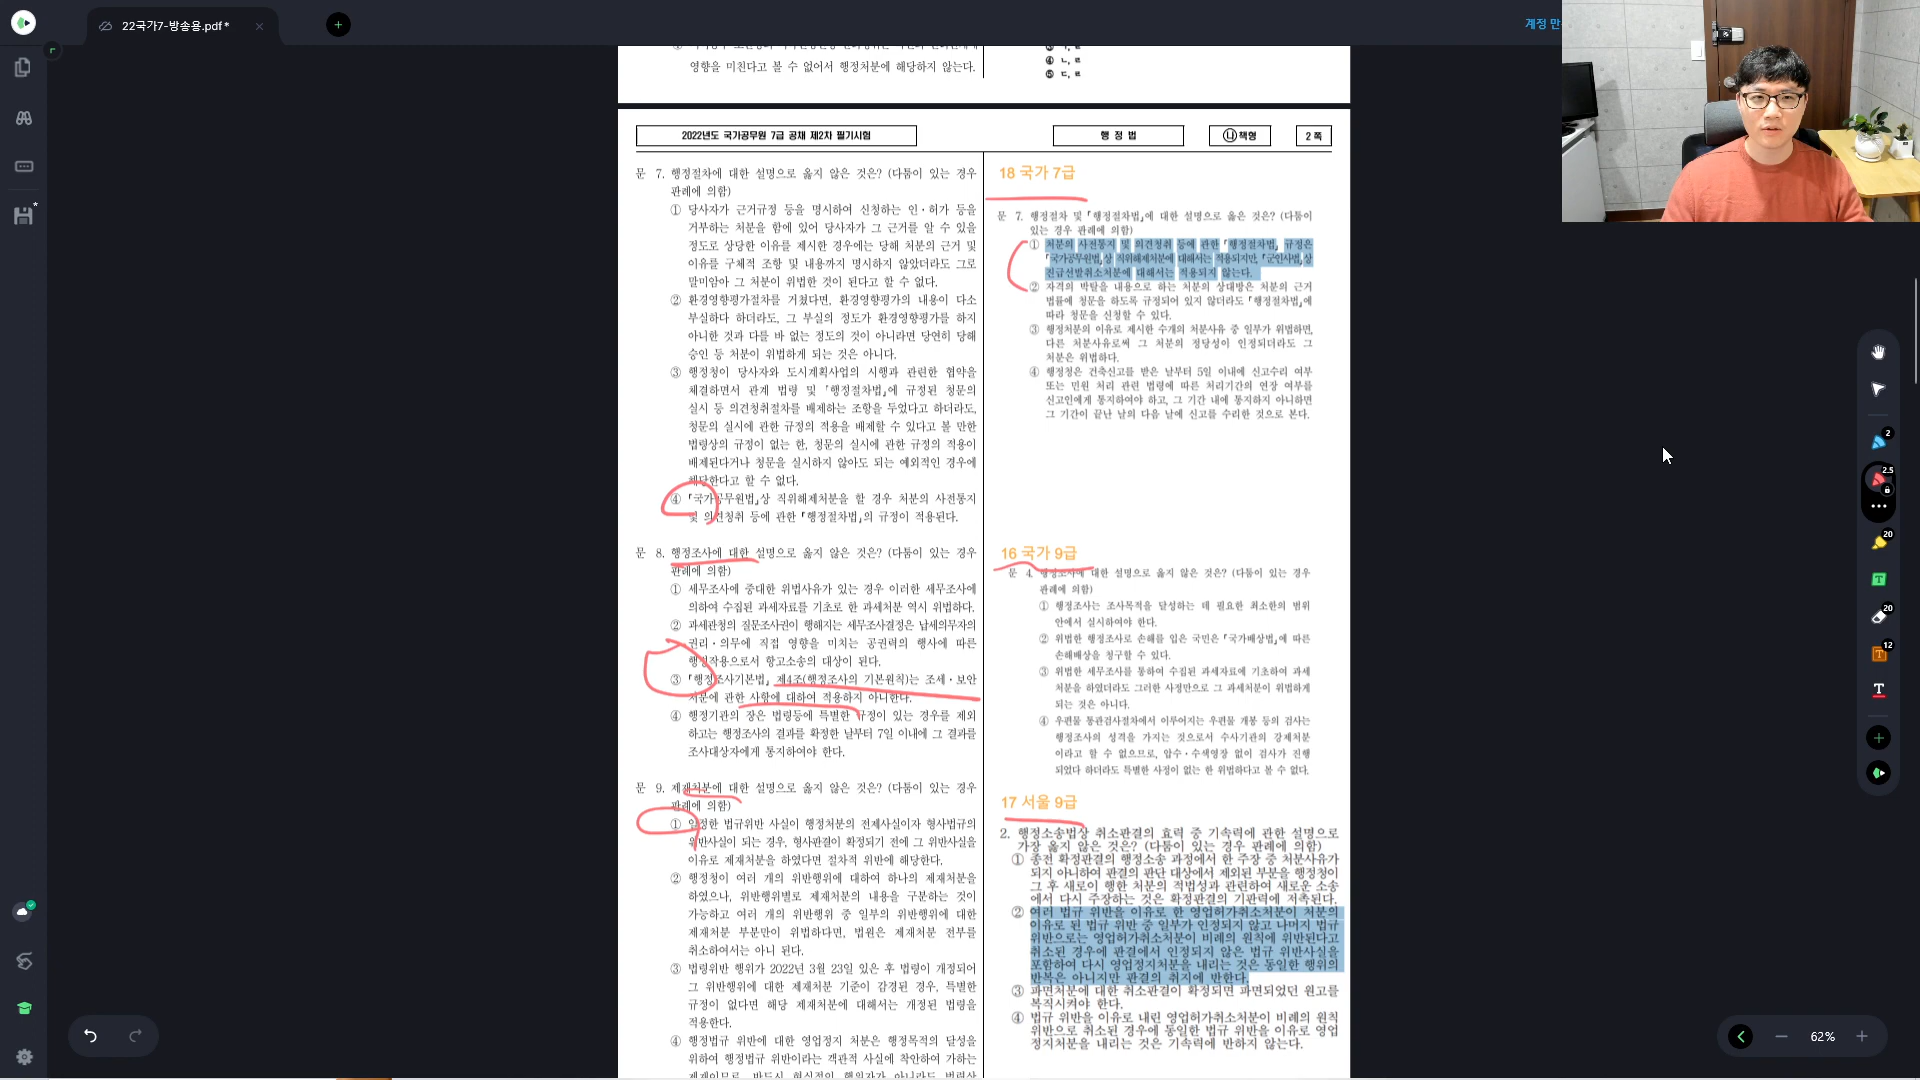 22국가7-방송용.pdf*
계정 만
영향을 미친다고 볼 수 없어서 행정처분에 해당하지 않는다.
④ ㄴ, ㄹ
⑤ ㄷ, ㄹ
2022년도 국가공무원 7급 공채 제2차 필기시험
행 정 법
㉯책형
2 쪽
문 7. 행정절차에 대한 설명으로 옳지 않은 것은? (다툼이 있는 경우
판례에 의함)
① 당사자가 근거규정 등을 명시하여 신청하는 인·허가 등을
거부하는 처분을 함에 있어 당사자가 그 근거를 알 수 있을
정도로 상당한 이유를 제시한 경우에는 당해 처분의 근거 및
이유를 구체적 조항 및 내용까지 명시하지 않았더라도 그로
말미암아 그 처분이 위법한 것이 된다고 할 수 없다.
② 환경영향평가절차를 거쳤다면, 환경영향평가의 내용이 다소
부실하다 하더라도, 그 부실의 정도가 환경영향평가를 하지
아니한 것과 다를 바 없는 정도의 것이 아니라면 당연히 당해
승인 등 처분이 위법하게 되는 것은 아니다.
③ 행정청이 당사자와 도시계획사업의 시행과 관련한 협약을
체결하면서 관계 법령 및 「행정절차법」에 규정된 청문의
실시 등 의견청취절차를 배제하는 조항을 두었다고 하더라도,
청문의 실시에 관한 규정의 적용을 배제할 수 있다고 볼 만한
법령상의 규정이 없는 한, 청문의 실시에 관한 규정의 적용이
배제된다거나 청문을 실시하지 않아도 되는 예외적인 경우에
해당한다고 할 수 없다.
④ 「국가공무원법」상 직위해제처분을 할 경우 처분의 사전통지
및 의견청취 등에 관한 「행정절차법」의 규정이 적용된다.
문 8. 행정조사에 대한 설명으로 옳지 않은 것은? (다툼이 있는 경우
판례에 의함)
① 세무조사에 중대한 위법사유가 있는 경우 이러한 세무조사에
의하여 수집된 과세자료를 기초로 한 과세처분 역시 위법하다.
② 과세관청의 질문조사권이 행해지는 세무조사결정은 납세의무자의
권리·의무에 직접 영향을 미치는 공권력의 행사에 따른
행정작용으로서 항고소송의 대상이 된다.
③ 「행정조사기본법」 제4조(행정조사의 기본원칙)는 조세·보안
처분에 관한 사항에 대하여 적용하지 아니한다.
④ 행정기관의 장은 법령등에 특별한 규정이 있는 경우를 제외
하고는 행정조사의 결과를 확정한 날부터 7일 이내에 그 결과를
조사대상자에게 통지하여야 한다.
문 9. 제재처분에 대한 설명으로 옳지 않은 것은? (다툼이 있는 경우
판례에 의함)
① 일정한 법규위반 사실이 행정처분의 전제사실이자 형사법규의
위반사실이 되는 경우, 형사판결이 확정되기 전에 그 위반사실을
이유로 제재처분을 하였다면 절차적 위반에 해당한다.
② 행정청이 여러 개의 위반행위에 대하여 하나의 제재처분을
하였으나, 위반행위별로 제재처분의 내용을 구분하는 것이
가능하고 여러 개의 위반행위 중 일부의 위반행위에 대한
제재처분 부분만이 위법하다면, 법원은 제재처분 전부를
취소하여서는 아니 된다.
③ 법령위반 행위가 2022년 3월 23일 있은 후 법령이 개정되어
그 위반행위에 대한 제재처분 기준이 감경된 경우, 특별한
규정이 없다면 해당 제재처분에 대해서는 개정된 법령을
적용한다.
④ 행정법규 위반에 대한 영업정지 처분은 행정목적의 달성을
위하여 행정법규 위반이라는 객관적 사실에 착안하여 가하는
제재이므로, 반드시 현실적인 행위자가 아니라도 법령상
18 국가 7급
문 7. 행정절차 및 「행정절차법」에 대한 설명으로 옳은 것은? (다툼이
있는 경우 판례에 의함)
① 처분의 사전통지 및 의견청취 등에 관한 「행정절차법」 규정은
「국가공무원법」상 직위해제처분에 대해서는 적용되지만, 「군인사법」상
진급선발취소처분에 대해서는 적용되지 않는다.
② 자격의 박탈을 내용으로 하는 처분의 상대방은 처분의 근거
법률에 청문을 하도록 규정되어 있지 않더라도 「행정절차법」에
따라 청문을 신청할 수 있다.
③ 행정처분의 이유로 제시한 수개의 처분사유 중 일부가 위법하면,
다른 처분사유로써 그 처분의 정당성이 인정되더라도 그
처분은 위법하다.
④ 행정청은 건축신고를 받은 날부터 5일 이내에 신고수리 여부
또는 민원 처리 관련 법령에 따른 처리기간의 연장 여부를
신고인에게 통지하여야 하고, 그 기간 내에 통지하지 아니하면
그 기간이 끝난 날의 다음 날에 신고를 수리한 것으로 본다.
16 국가 9급
문 4. 행정조사에 대한 설명으로 옳지 않은 것은? (다툼이 있는 경우
판례에 의함)
① 행정조사는 조사목적을 달성하는 데 필요한 최소한의 범위
안에서 실시하여야 한다.
② 위법한 행정조사로 손해를 입은 국민은 「국가배상법」에 따른
손해배상을 청구할 수 있다.
③ 위법한 세무조사를 통하여 수집된 과세자료에 기초하여 과세
처분을 하였더라도 그러한 사정만으로 그 과세처분이 위법하게
되는 것은 아니다.
④ 우편물 통관검사절차에서 이루어지는 우편물 개봉 등의 검사는
행정조사의 성격을 가지는 것으로서 수사기관의 강제처분
이라고 할 수 없으므로, 압수·수색영장 없이 검사가 진행
되었다 하더라도 특별한 사정이 없는 한 위법하다고 볼 수 없다.
17 서울 9급
2. 행정소송법상 취소판결의 효력 중 기속력에 관한 설명으로
가장 옳지 않은 것은? (다툼이 있는 경우 판례에 의함)
① 종전 확정판결의 행정소송 과정에서 한 주장 중 처분사유가
되지 아니하여 판결의 판단 대상에서 제외된 부분을 행정청이
그 후 새로이 행한 처분의 적법성과 관련하여 새로운 소송
에서 다시 주장하는 것은 확정판결의 기판력에 저촉된다.
② 여러 법규 위반을 이유로 한 영업허가취소처분이 처분의
이유로 된 법규 위반 중 일부가 인정되지 않고 나머지 법규
위반으로는 영업허가취소처분이 비례의 원칙에 위반된다고
취소된 경우에 판결에서 인정되지 않은 법규 위반사실을
포함하여 다시 영업정지처분을 내리는 것은 동일한 행위의
반복은 아니지만 판결의 취지에 반한다.
③ 파면처분에 대한 취소판결이 확정되면 파면되었던 원고를
복직시켜야 한다.
④ 법규 위반을 이유로 내린 영업허가취소처분이 비례의 원칙
위반으로 취소된 경우에 동일한 법규 위반을 이유로 영업
정지처분을 내리는 것은 기속력에 반하지 않는다.
2
2.5
20
20
12
62%